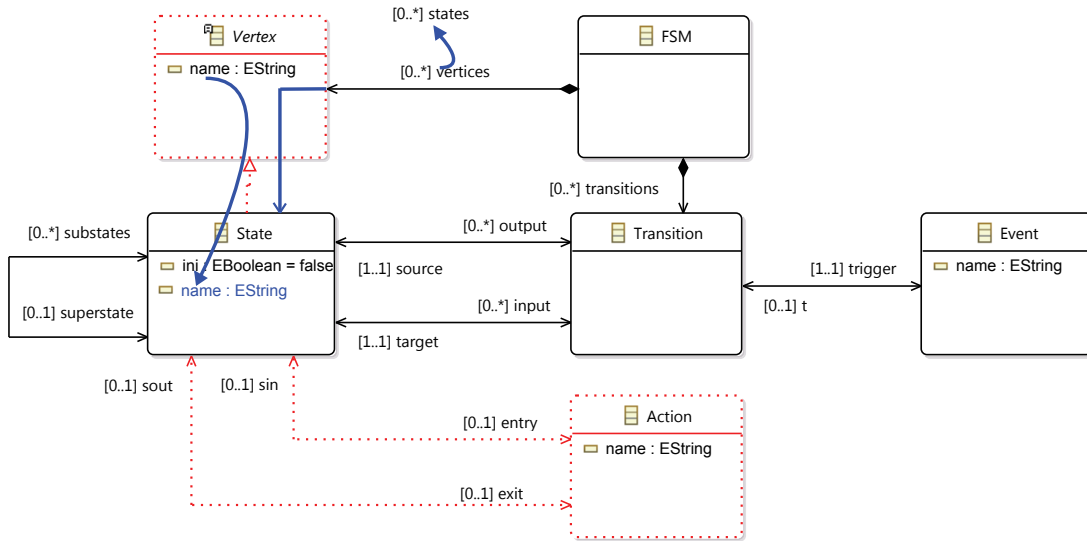 [0..*] states
Vertex
FSM
name : EString
[0..*] vertices
[0..*] transitions
[0..*] substates
State
[0..*] output
Transition
Event
ini : EBoolean = false
[1..1] source
[1..1] trigger
name : EString
name : EString
[0..1] superstate
[0..*] input
[0..1] t
[1..1] target
[0..1] sout
[0..1] sin
[0..1] entry
Action
name : EString
[0..1] exit